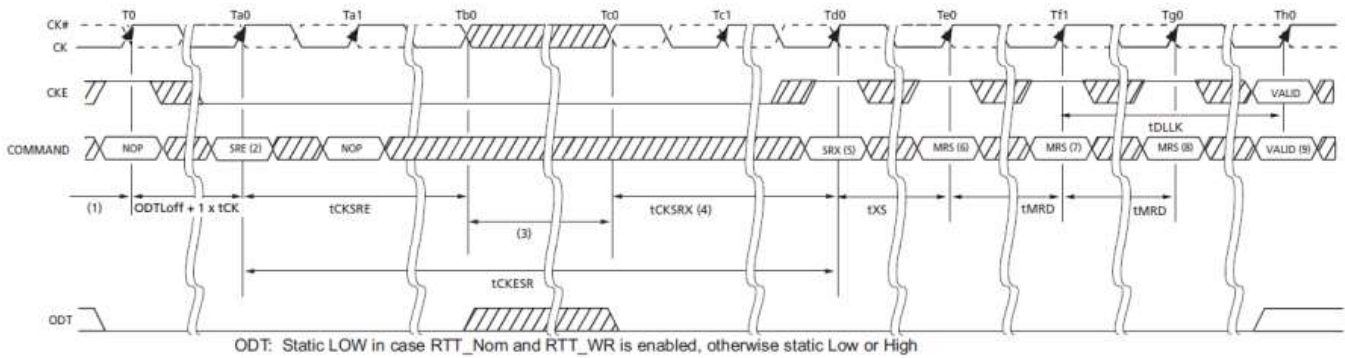 T0 Ta0 Ta1 Tb0 Tc0 Tc1 Td0 Te0 Tf1 Tg0 Th0
CK#
CK
CKE VALID
tDLLK
COMMAND NOP SRE (2) NOP SRX (5) MRS (6) MRS (7) MRS (8) VALID (9)
(1) ODTLoff + 1 x tCK tCKSRE tCKSRX (4) tXS tMRD tMRD
(3)
tCKESR
ODT
ODT: Static LOW in case RTT_Nom and RTT_WR is enabled, otherwise static Low or High